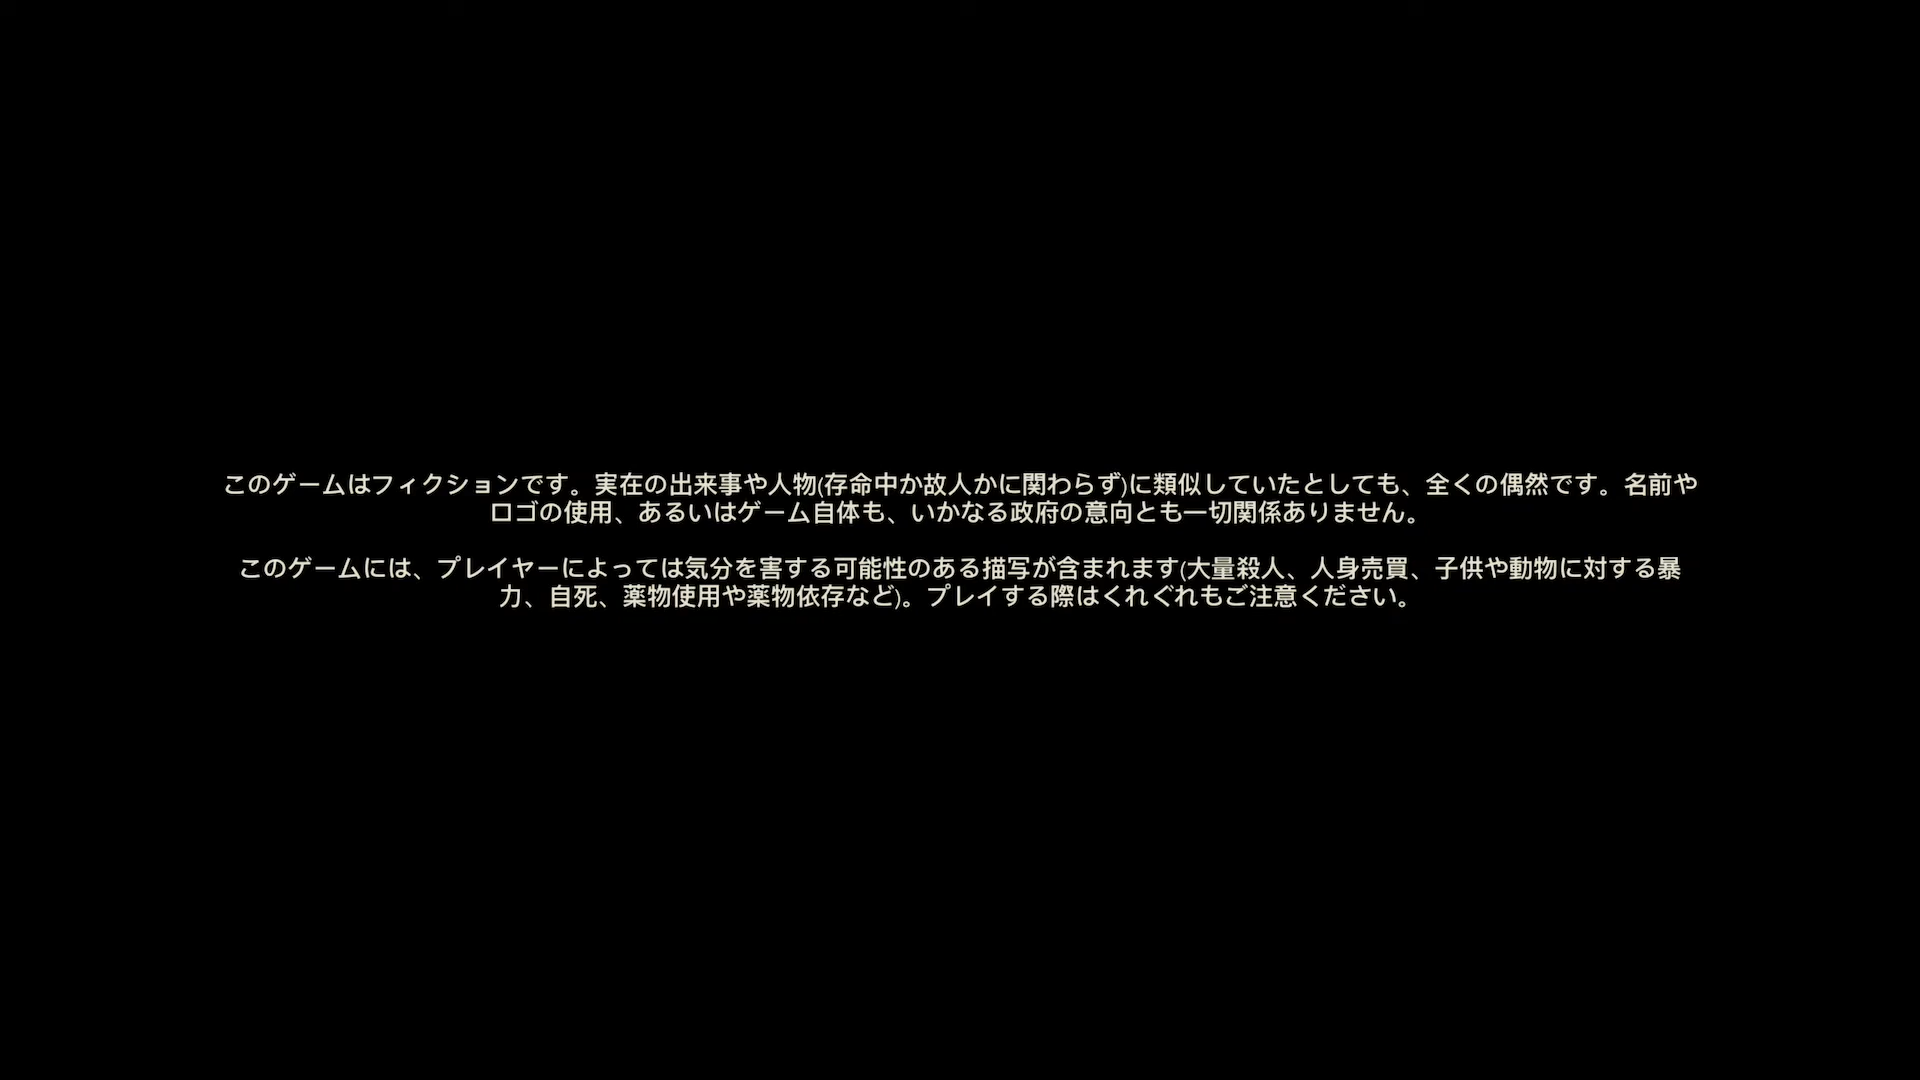 このゲームはフィクションです。実在の出来事や人物(存命中か故人かに関わらず)に類似していたとしても、全くの偶然です。名前や
ロゴの使用、あるいはゲーム自体も、いかなる政府の意向とも一切関係ありません。
このゲームには、プレイヤーによっては気分を害する可能性のある描写が含まれます(大量殺人、人身売買、子供や動物に対する暴
力、自死、薬物使用や薬物依存など)。プレイする際はくれぐれもご注意ください。